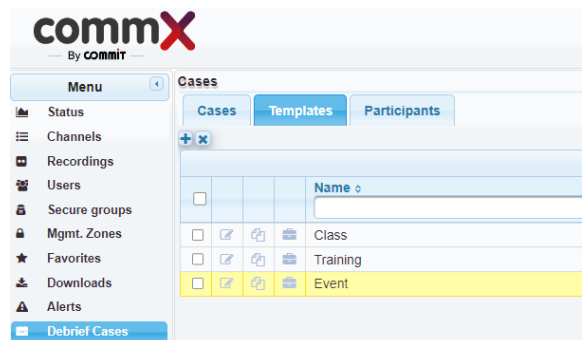 commX
By COMMIT
Menu
Status
Channels
Recordings
Users
Secure groups
Mgmt. Zones
Favorites
Downloads
Alerts
Debrief Cases
Cases
Cases Templates Participants
Name
Class
Training
Event